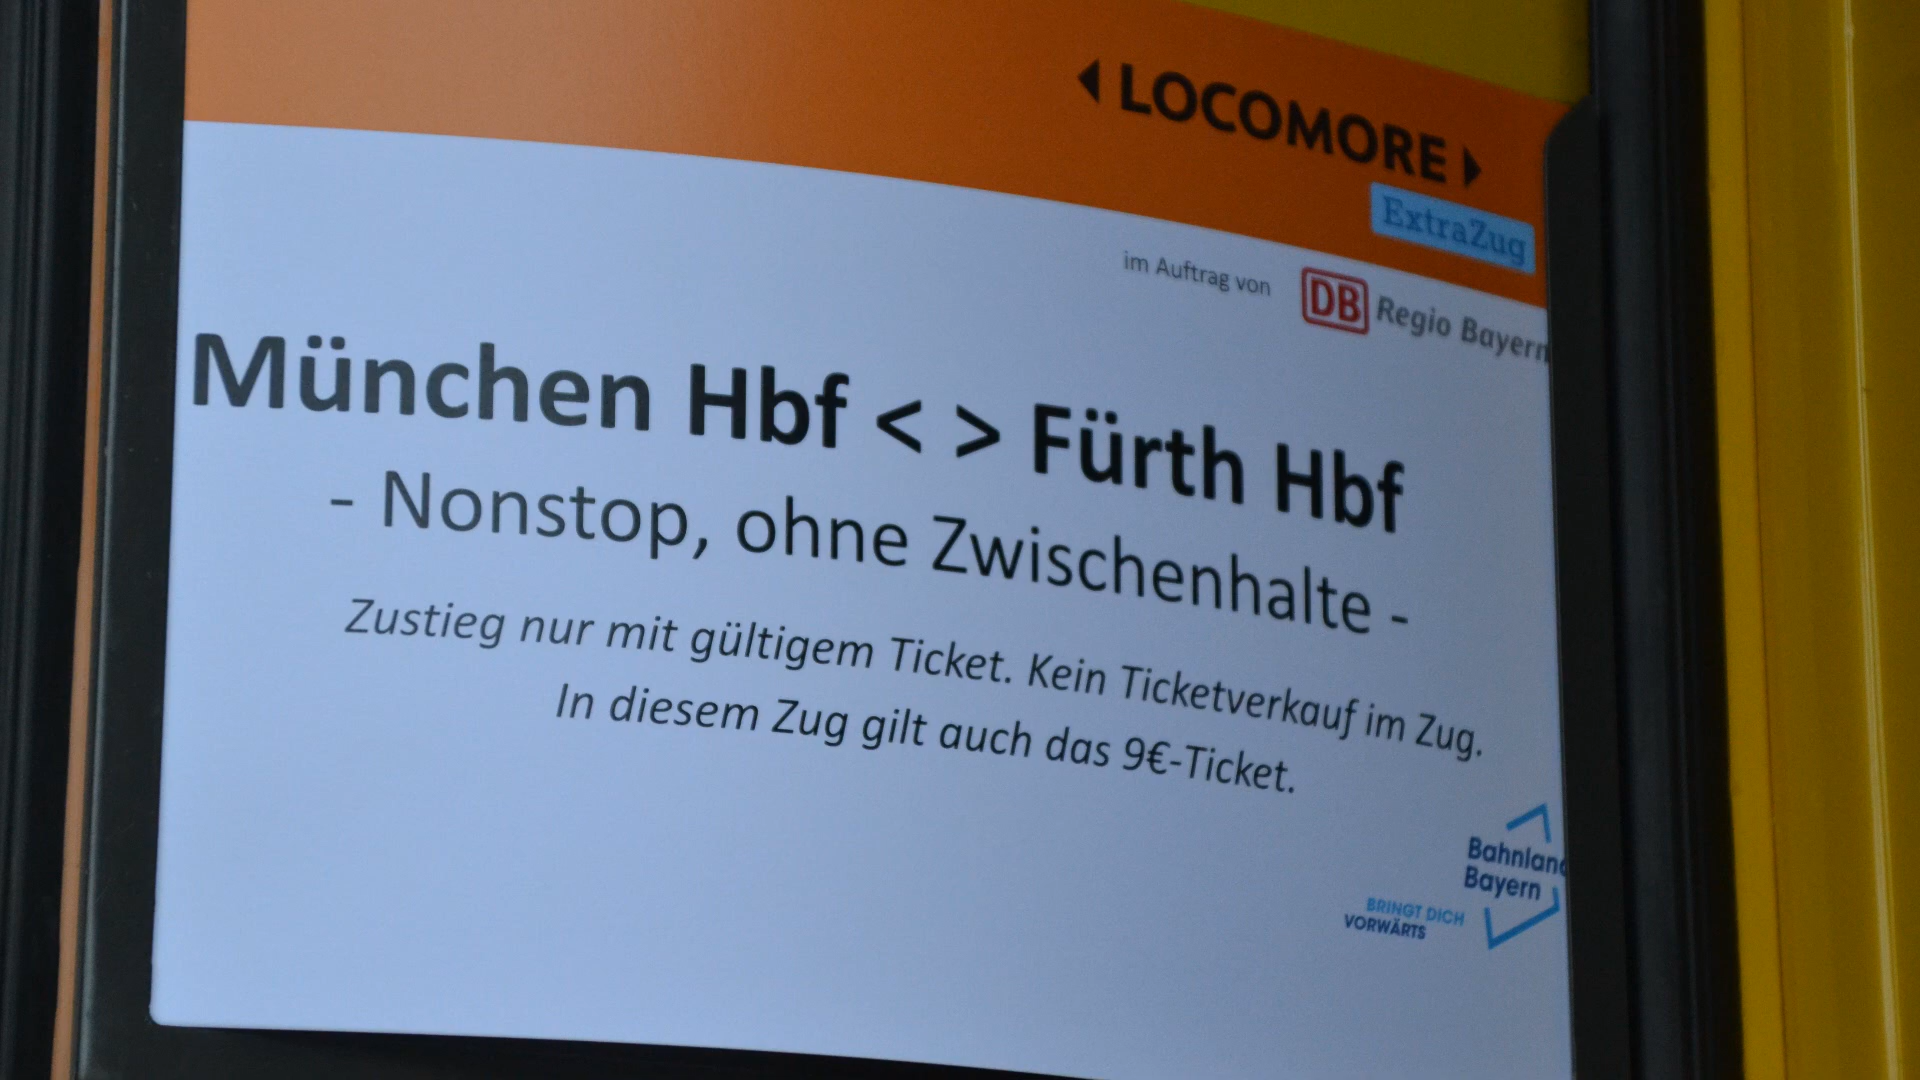 ◀ LOCOMORE ▶
ExtraZug
im Auftrag von DB Regio Bayern
München Hbf < > Fürth Hbf
- Nonstop, ohne Zwischenhalte -
Zustieg nur mit gültigem Ticket. Kein Ticketverkauf im Zug.
In diesem Zug gilt auch das 9€-Ticket.
Bahnland
Bayern
BRINGT DICH
VORWÄRTS